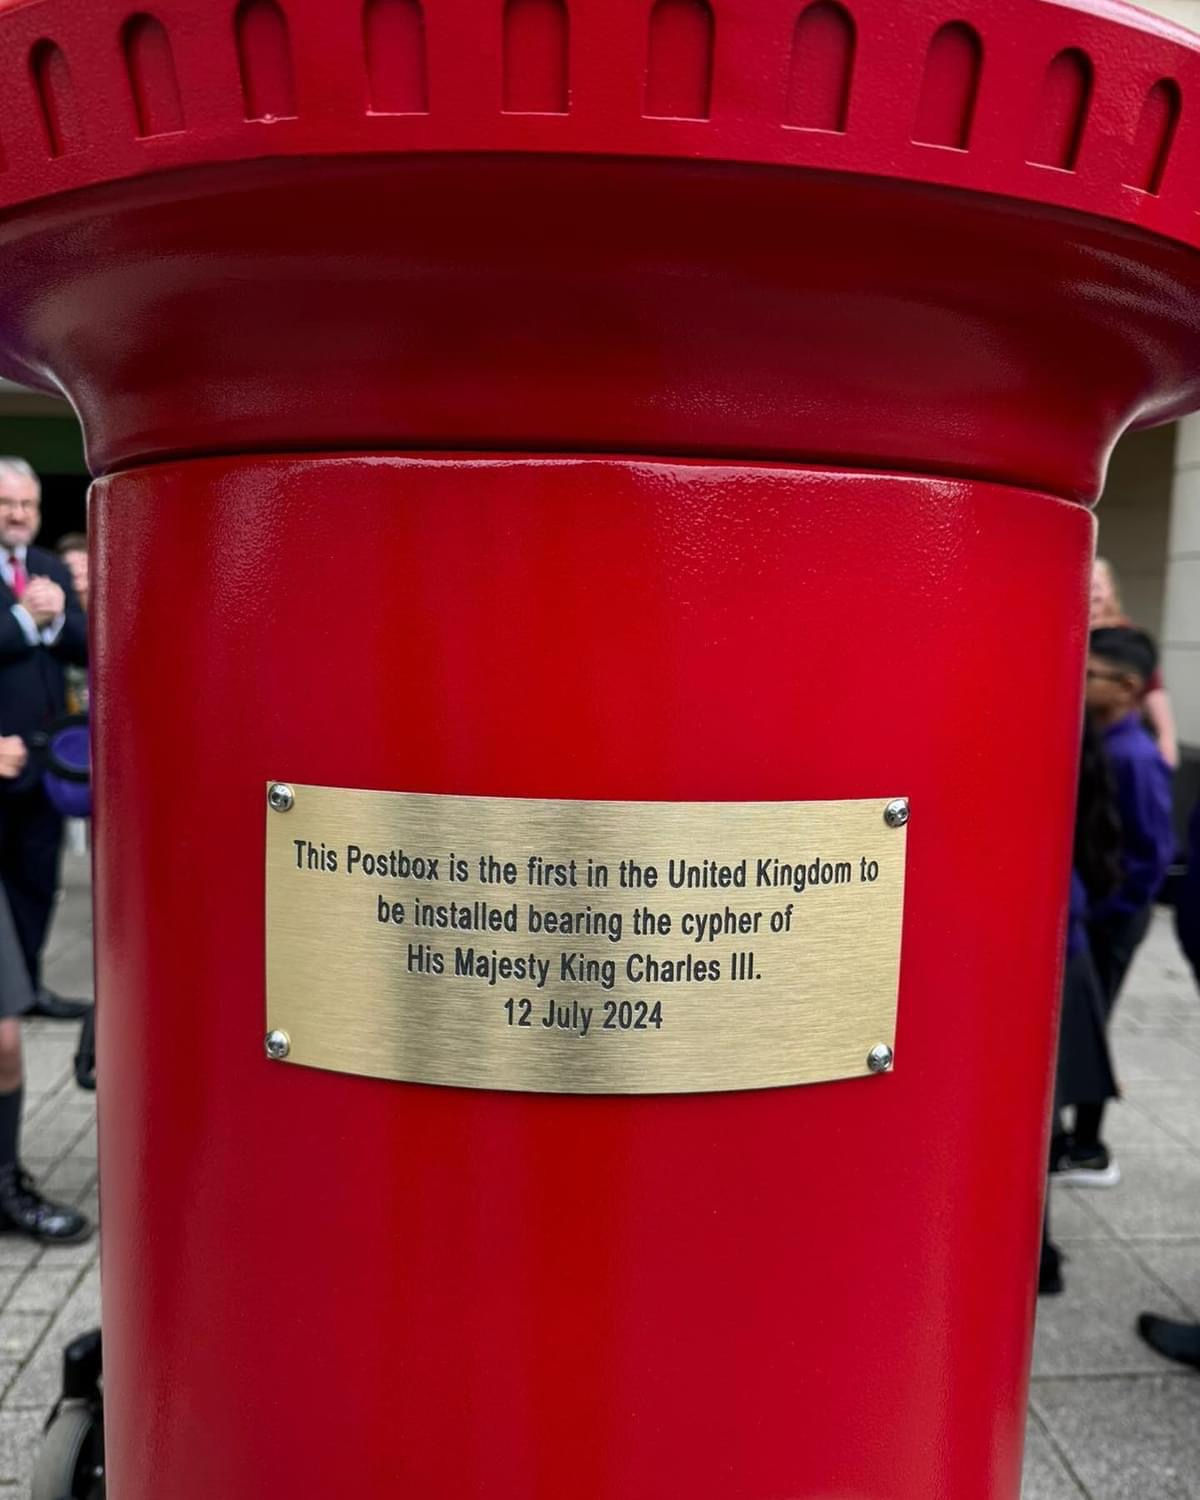 This Postbox is the first in the United Kingdom to
be installed bearing the cypher of
His Majesty King Charles III.
12 July 2024